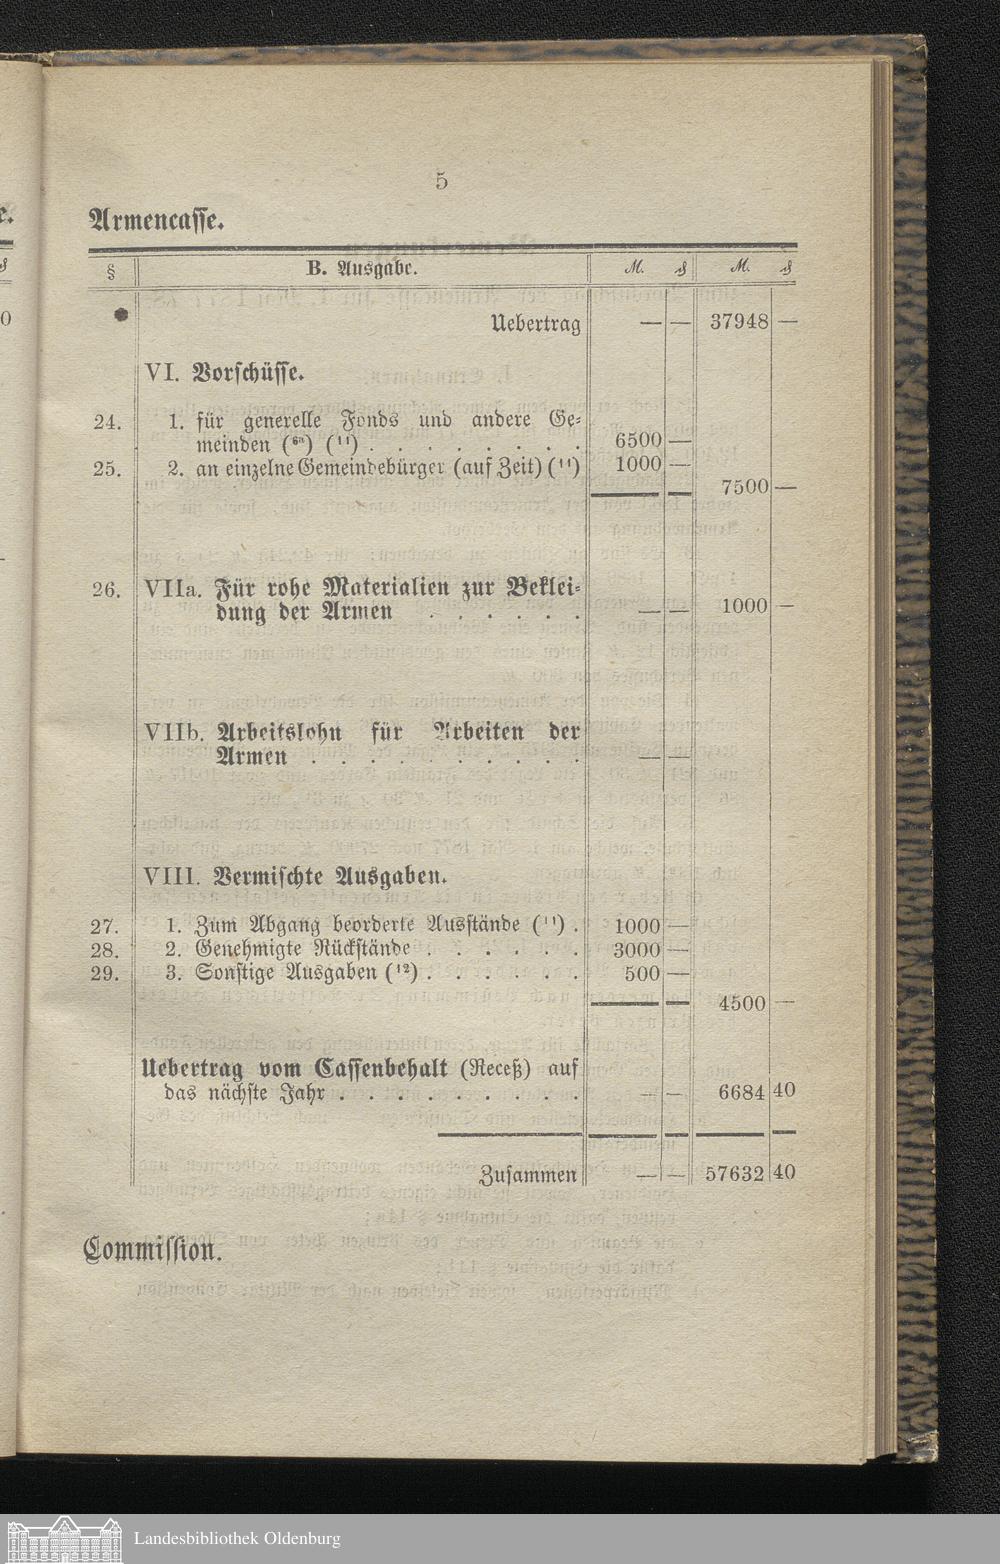 5
Armencasse.
§ B. Ausgabe. M. ₰ M. ₰
Uebertrag — — 37948 —
VI. Vorschüsse.
24. 1. für generelle Fonds und andere Ge-
meinden (⁶ᵃ) (¹¹) . . . . . . . . 6500 —
25. 2. an einzelne Gemeindebürger (auf Zeit) (¹¹) 1000 —
7500 —
26. VIIa. Für rohe Materialien zur Beklei-
dung der Armen . . . . . . — 1000 —
VIIb. Arbeitslohn für Arbeiten der
Armen . . . . . . . . . . — —
VIII. Vermischte Ausgaben.
27. 1. Zum Abgang beorderte Ausstände (¹¹) . 1000 —
28. 2. Genehmigte Rückstände . . . . . . 3000 —
29. 3. Sonstige Ausgaben (¹²) . . . . . . 500 —
4500 —
Uebertrag vom Cassenbehalt (Receß) auf
das nächste Jahr . . . . . . . . . — — 6684 40
Zusammen — — 57632 40
Commission.
e.
₰
0
Landesbibliothek Oldenburg